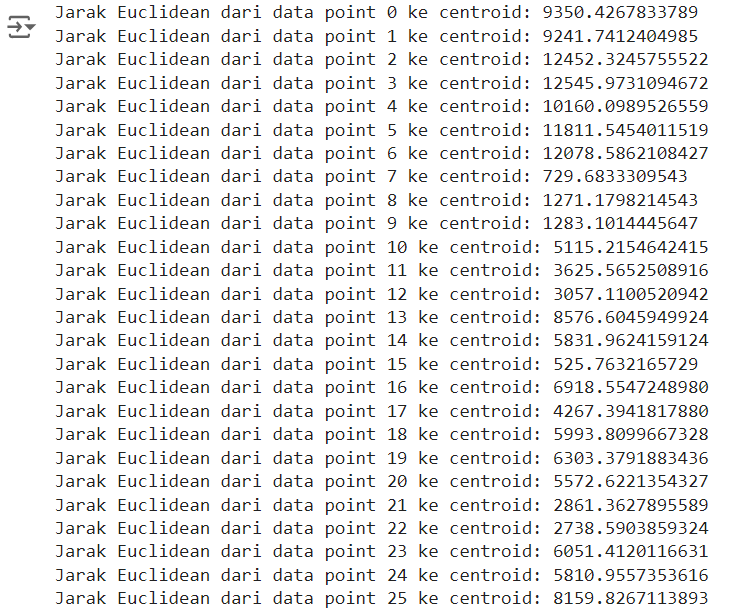 Jarak Euclidean dari data point 0 ke centroid: 9350.4267833789
Jarak Euclidean dari data point 1 ke centroid: 9241.7412404985
Jarak Euclidean dari data point 2 ke centroid: 12452.3245755522
Jarak Euclidean dari data point 3 ke centroid: 12545.9731094672
Jarak Euclidean dari data point 4 ke centroid: 10160.0989526559
Jarak Euclidean dari data point 5 ke centroid: 11811.5454011519
Jarak Euclidean dari data point 6 ke centroid: 12078.5862108427
Jarak Euclidean dari data point 7 ke centroid: 729.6833309543
Jarak Euclidean dari data point 8 ke centroid: 1271.1798214543
Jarak Euclidean dari data point 9 ke centroid: 1283.1014445647
Jarak Euclidean dari data point 10 ke centroid: 5115.2154642415
Jarak Euclidean dari data point 11 ke centroid: 3625.5652508916
Jarak Euclidean dari data point 12 ke centroid: 3057.1100520942
Jarak Euclidean dari data point 13 ke centroid: 8576.6045949924
Jarak Euclidean dari data point 14 ke centroid: 5831.9624159124
Jarak Euclidean dari data point 15 ke centroid: 525.7632165729
Jarak Euclidean dari data point 16 ke centroid: 6918.5547248980
Jarak Euclidean dari data point 17 ke centroid: 4267.3941817880
Jarak Euclidean dari data point 18 ke centroid: 5993.8099667328
Jarak Euclidean dari data point 19 ke centroid: 6303.3791883436
Jarak Euclidean dari data point 20 ke centroid: 5572.6221354327
Jarak Euclidean dari data point 21 ke centroid: 2861.3627895589
Jarak Euclidean dari data point 22 ke centroid: 2738.5903859324
Jarak Euclidean dari data point 23 ke centroid: 6051.4120116631
Jarak Euclidean dari data point 24 ke centroid: 5810.9557353616
Jarak Euclidean dari data point 25 ke centroid: 8159.8267113893